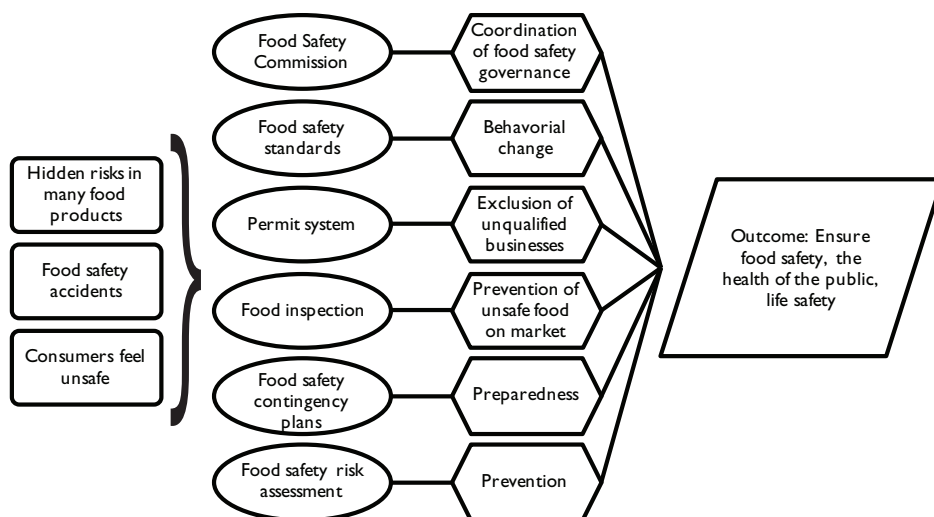 Hidden risks in
many food
products
Food safety
accidents
Consumers feel
unsafe
Food Safety
Commission
Food safety
standards
Permit system
Food inspection
Food safety
contingency
plans
Food safety risk
assessment
Coordination
of food safety
governance
Behavorial
change
Exclusion of
unqualified
businesses
Prevention of
unsafe food
on market
Preparedness
Prevention
Outcome: Ensure
food safety, the
health of the public,
life safety